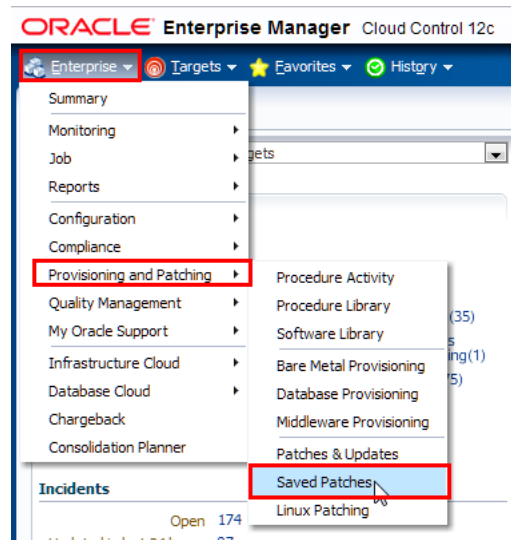 ORACLE Enterprise Manager Cloud Control 12c
Enterprise Targets Favorites History
Summary
Monitoring
Job
gets
Reports
Configuration
Compliance
Provisioning and Patching
Quality Management
My Oracle Support
Infrastructure Cloud
Database Cloud
Chargeback
Consolidation Planner
Procedure Activity
Procedure Library
(35)
Software Library
s
ing(1)
Bare Metal Provisioning
5)
Database Provisioning
Middleware Provisioning
Patches & Updates
Saved Patches
Linux Patching
Incidents
Open 174